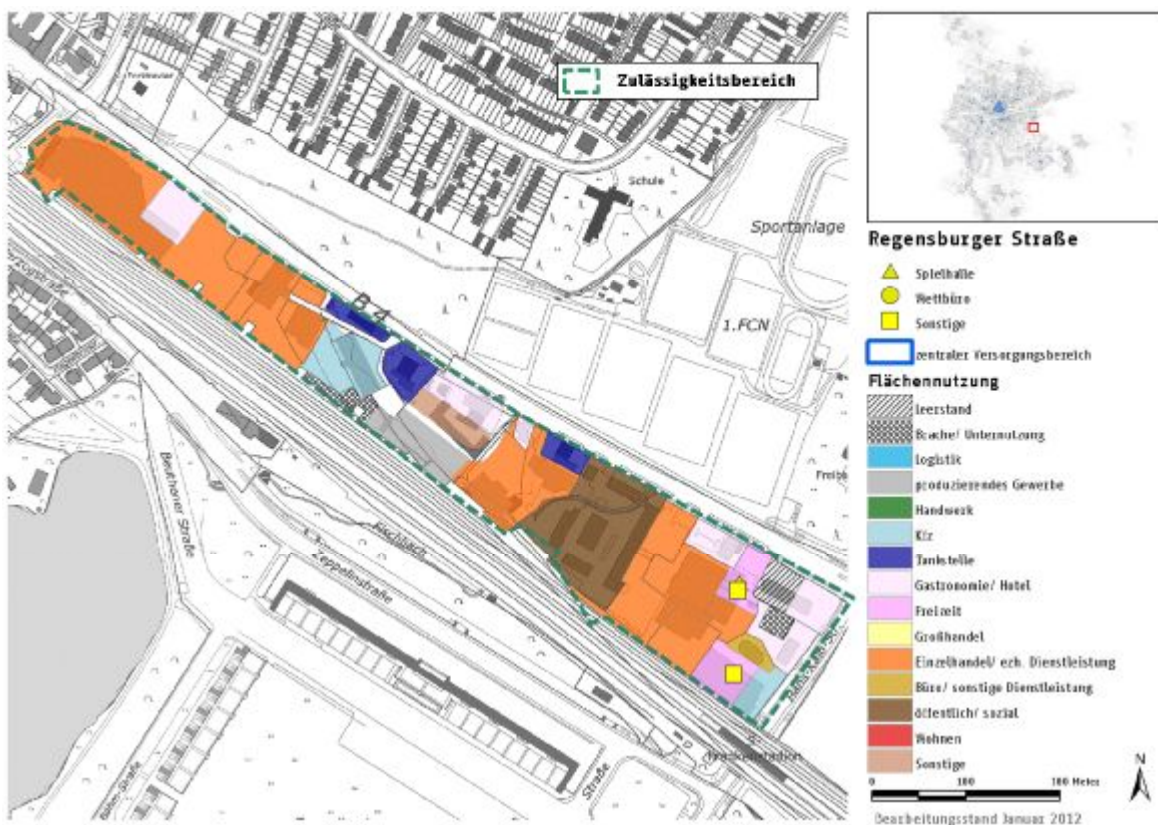 Zulässigkeitsbereich
Schule
Sportanlage
B 4
1.FCN
Beuthener Straße
Fischbach
Zeppelinstraße
Straße
Regensburger Straße
Spielhalle
Wettbüro
Sonstige
zentraler Versorgungsbereich
Flächennutzung
Leerstand
Brache/ Unternutzung
Logistik
produzierendes Gewerbe
Handwerk
Kfz
Tankstelle
Gastronomie/ Hotel
Freizeit
Großhandel
Einzelhandel/ ezh. Dienstleistung
Büro/ sonstige Dienstleistung
öffentlich/ sozial
Wohnen
Sonstige
N
0 100 100 Meter
Bearbeitungsstand Januar 2012